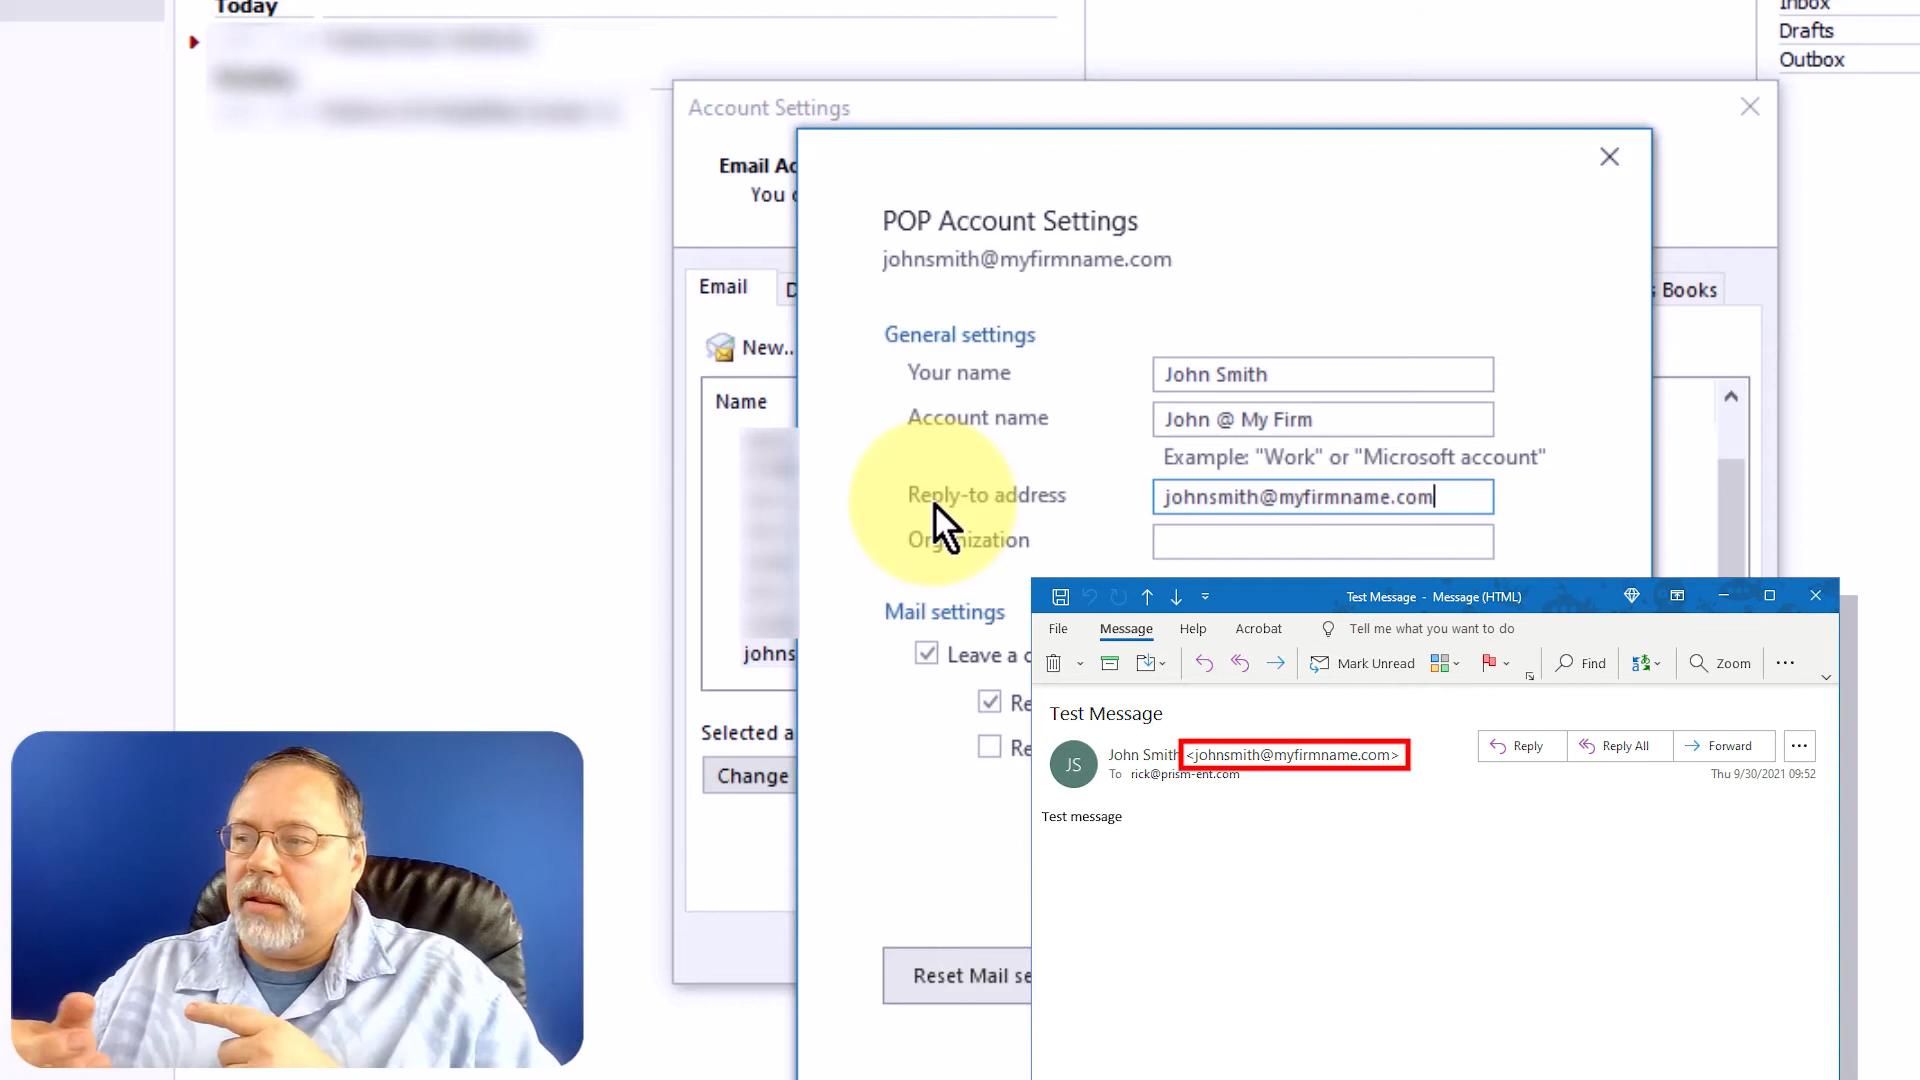 Today
Inbox
Drafts
Outbox
Account Settings
Email Ac
You c
POP Account Settings
johnsmith@myfirmname.com
Email
D
s Books
New...
General settings
Your name
John Smith
Name
Account name
John @ My Firm
Example: "Work" or "Microsoft account"
Reply-to address
johnsmith@myfirmname.com
Organization
Mail settings
Test Message - Message (HTML)
File
Message
Help
Acrobat
Tell me what you want to do
johns
Leave a c
Mark Unread
Find
Zoom
Re
Test Message
Selected a
Re
John Smith <johnsmith@myfirmname.com>
Reply
Reply All
Forward
JS
To rick@prism-ent.com
Thu 9/30/2021 09:52
Change
Test message
Reset Mail se